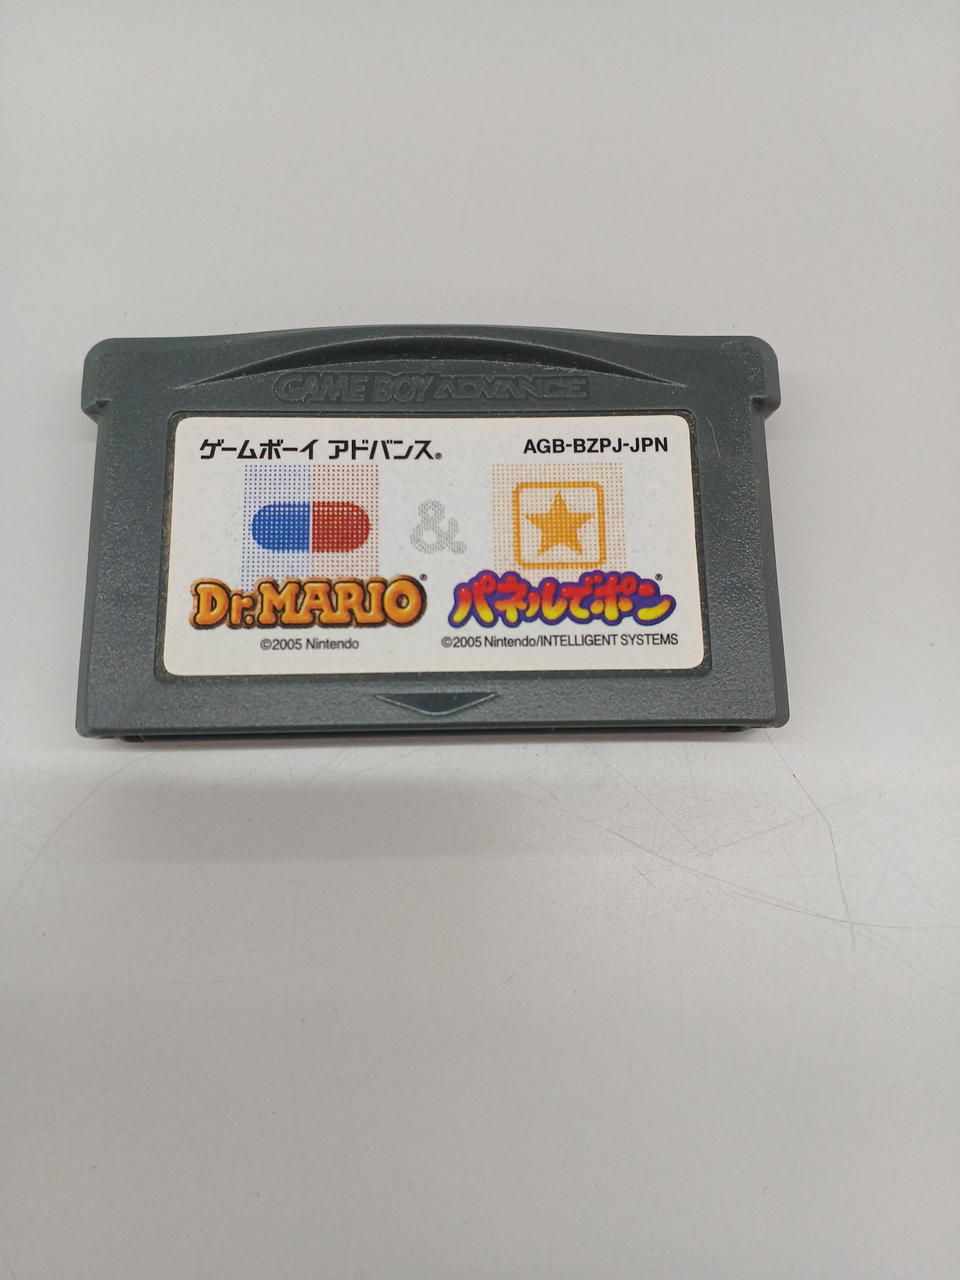 GAME BOY ADVANCE
ゲームボーイ アドバンス® AGB-BZPJ-JPN
&
Dr.MARIO® パネルでポン®
©2005 Nintendo ©2005 Nintendo/INTELLIGENT SYSTEMS